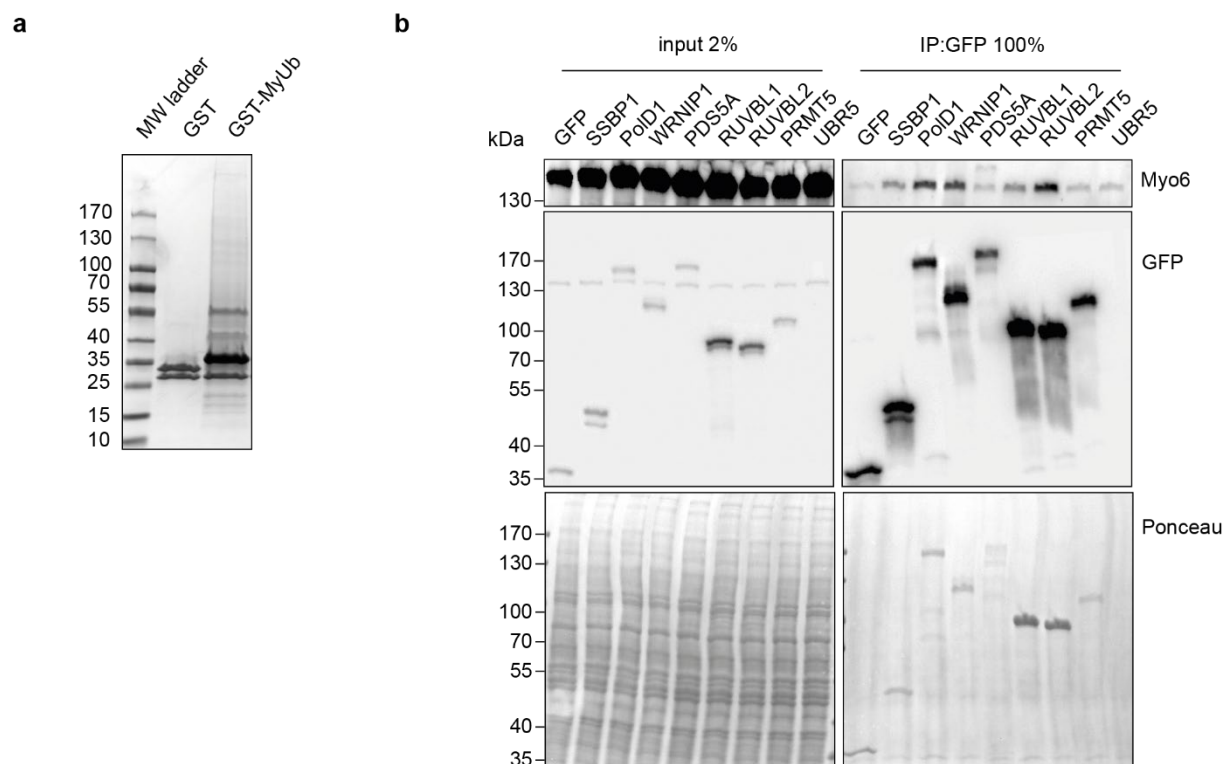 a
MW ladder
GST
GST-MyUb
170
130
100
70
55
40
35
25
15
10
b
input 2%
IP:GFP 100%
kDa
GFP
SSBP1
PolD1
WRNIP1
PDS5A
RUVBL1
RUVBL2
PRMT5
UBR5
GFP
SSBP1
PolD1
WRNIP1
PDS5A
RUVBL1
RUVBL2
PRMT5
UBR5
130
Myo6
170
130
100
70
55
40
35
GFP
170
130
100
70
55
40
35
Ponceau